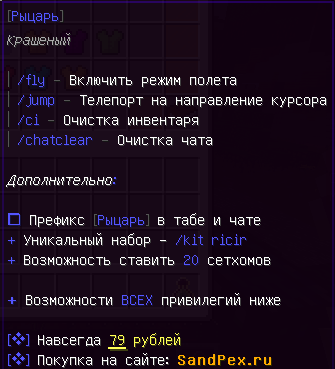 [Рыцарь]
Крашеный
| /fly – Включить режим полета
| /jump – Телепорт на направление курсора
| /ci – Очистка инвентаря
| /chatclear – Очистка чата
Дополнительно:
□ Префикс [Рыцарь] в табе и чате
+ Уникальный набор – /kit ricir
+ Возможность ставить 20 сетхомов
+ Возможности ВСЕХ привилегий ниже
[❖] Навсегда 79 рублей
[❖] Покупка на сайте: SandPex.ru